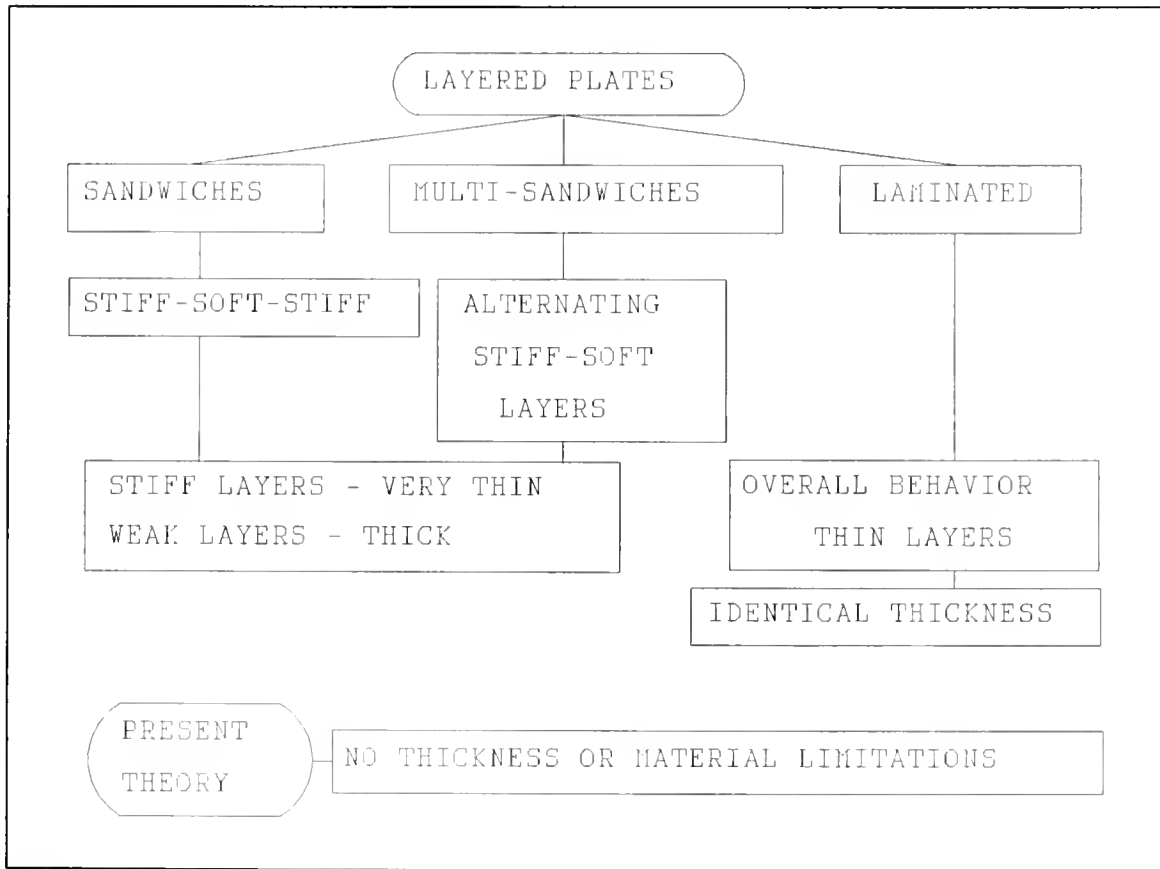 LAYERED PLATES
SANDWICHES
MULTI-SANDWICHES
LAMINATED
STIFF-SOFT-STIFF
ALTERNATING
STIFF-SOFT
LAYERS
STIFF LAYERS - VERY THIN
WEAK LAYERS - THICK
OVERALL BEHAVIOR
THIN LAYERS
IDENTICAL THICKNESS
PRESENT
THEORY
NO THICKNESS OR MATERIAL LIMITATIONS